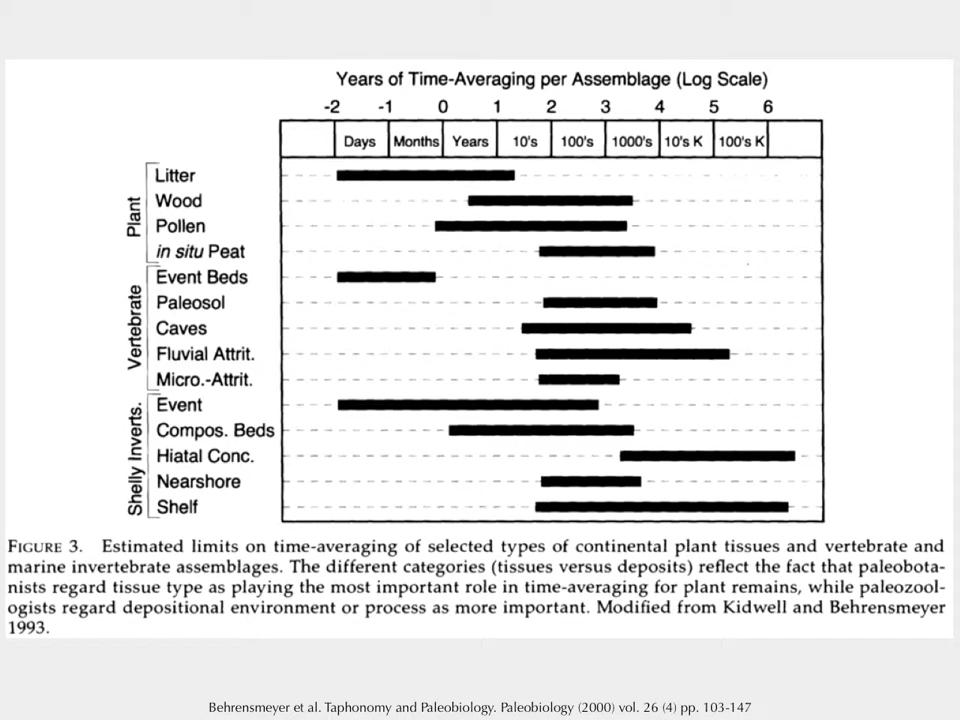 Years of Time-Averaging per Assemblage (Log Scale)
-2 -1 0 1 2 3 4 5 6
Days Months Years 10's 100's 1000's 10's K 100's K
Plant
Litter
Wood
Pollen
in situ Peat
Vertebrate
Event Beds
Paleosol
Caves
Fluvial Attrit.
Micro.-Attrit.
Shelly Inverts.
Event
Compos. Beds
Hiatal Conc.
Nearshore
Shelf
FIGURE 3. Estimated limits on time-averaging of selected types of continental plant tissues and vertebrate and
marine invertebrate assemblages. The different categories (tissues versus deposits) reflect the fact that paleobota-
nists regard tissue type as playing the most important role in time-averaging for plant remains, while paleozool-
ogists regard depositional environment or process as more important. Modified from Kidwell and Behrensmeyer
1993.
Behrensmeyer et al. Taphonomy and Paleobiology. Paleobiology (2000) vol. 26 (4) pp. 103-147